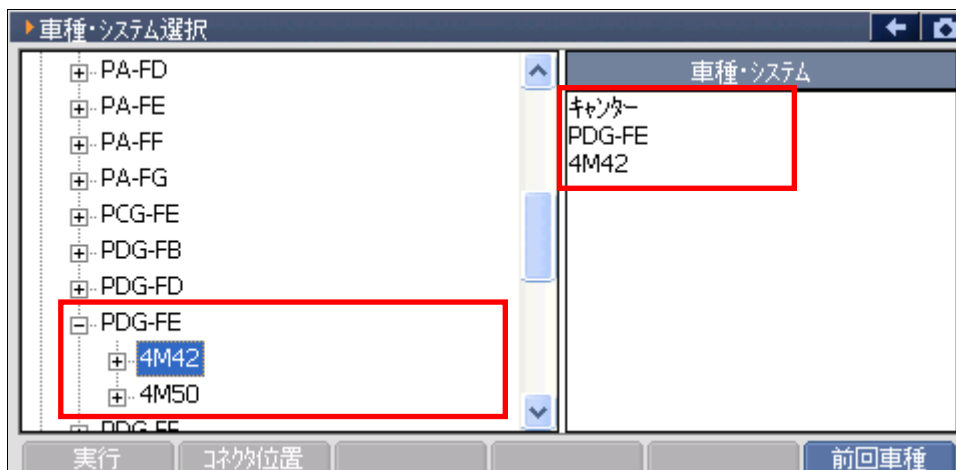 車種・システム選択
PA-FD
PA-FE
PA-FF
PA-FG
PCG-FE
PDG-FB
PDG-FD
PDG-FE
4M42
4M50
PDG-FF
車種・システム
キャンター
PDG-FE
4M42
実行
コネクタ位置
前回車種